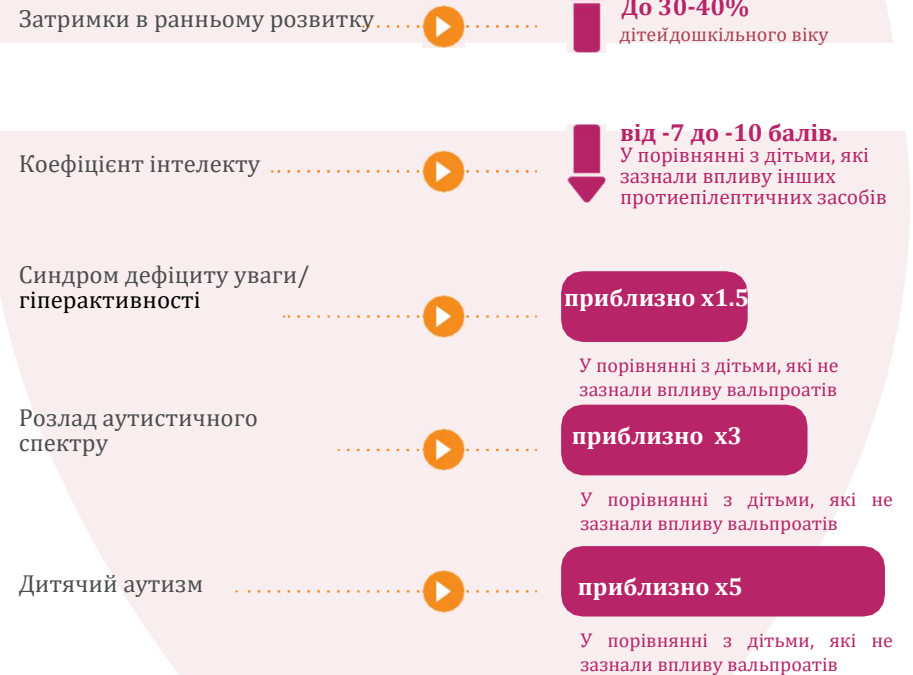 Затримки в ранньому розвитку
До 30-40%
дітейдошкільного віку
Коефіцієнт інтелекту
від -7 до -10 балів.
У порівнянні з дітьми, які
зазнали впливу інших
протиепілептичних засобів
Синдром дефіциту уваги/
гіперактивності
приблизно х1.5
У порівнянні з дітьми, які не
зазнали впливу вальпроатів
Розлад аутистичного
спектру
приблизно х3
У порівнянні з дітьми, які не
зазнали впливу вальпроатів
Дитячий аутизм
приблизно х5
У порівнянні з дітьми, які не
зазнали впливу вальпроатів